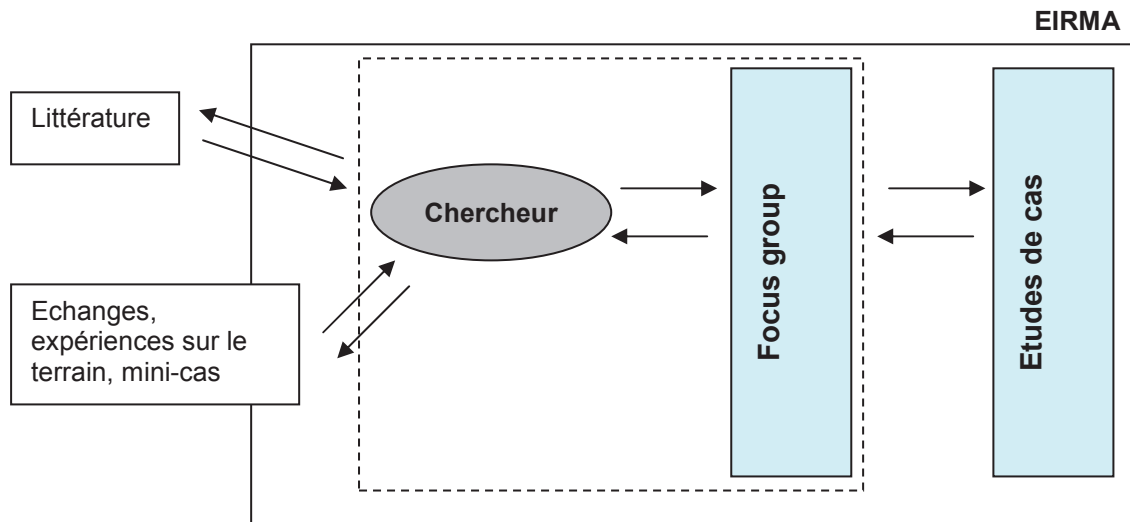 EIRMA
Littérature
Chercheur
Echanges,
expériences sur le
terrain, mini-cas
Focus group
Etudes de cas